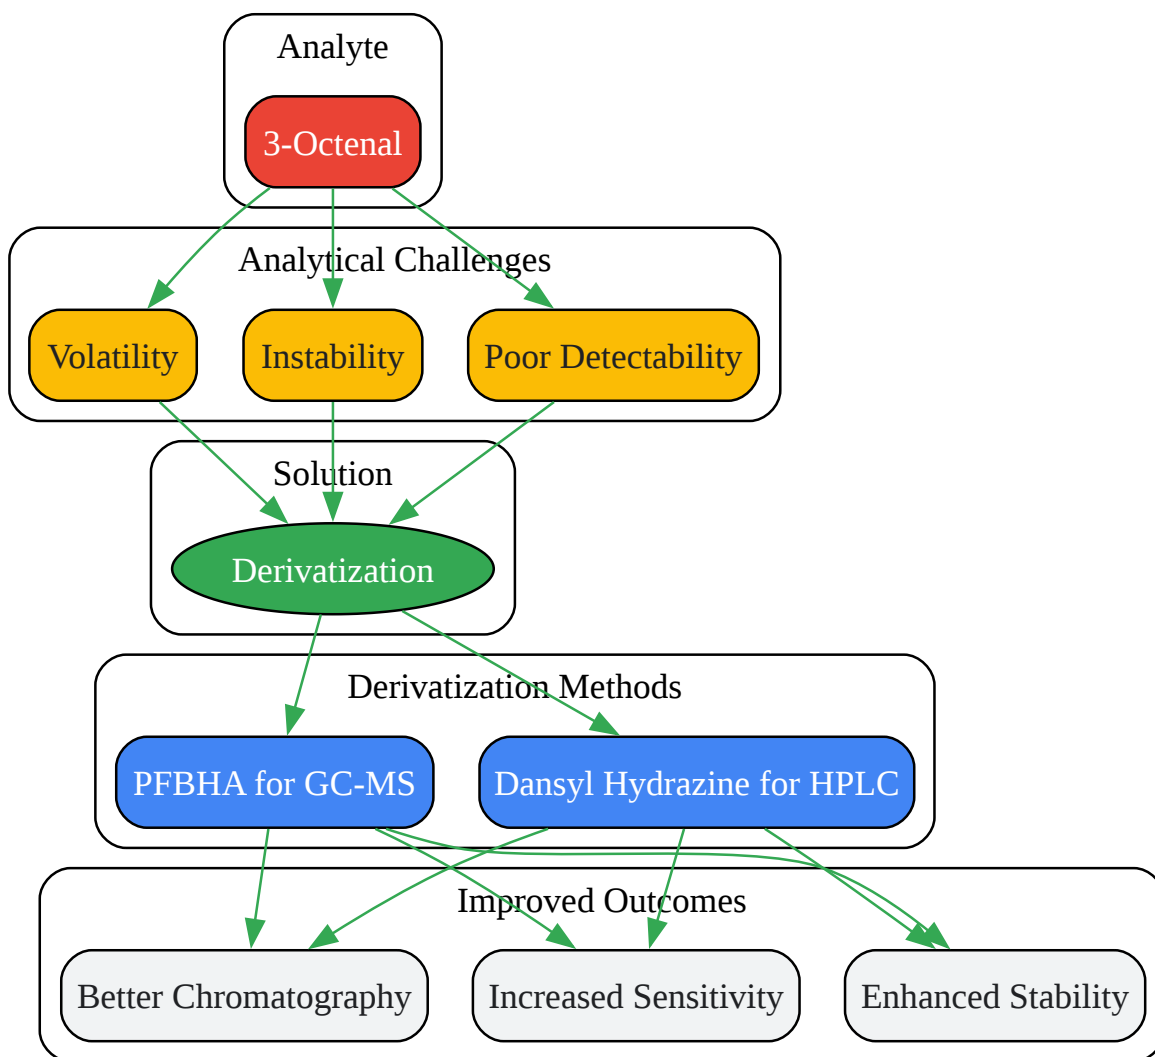 Analyte
3-Octenal
Analytical Challenges
Volatility
Instability
Poor Detectability
Solution
Derivatization
Derivatization Methods
PFBHA for GC-MS
Dansyl Hydrazine for HPLC
Improved Outcomes
Better Chromatography
Increased Sensitivity
Enhanced Stability